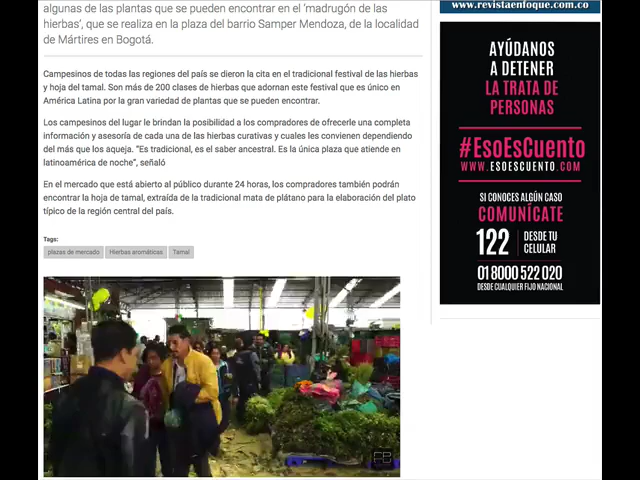 algunas de las plantas que se pueden encontrar en el 'madrugón de las
hierbas', que se realiza en la plaza del barrio Samper Mendoza, de la localidad
de Mártires en Bogotá.
Campesinos de todas las regiones del país se dieron la cita en el tradicional festival de las hierbas
y hoja del tamal. Son más de 200 clases de hierbas que adornan este festival que es único en
América Latina por la gran variedad de plantas que se pueden encontrar.
Los campesinos del lugar le brindan la posibilidad a los compradores de ofrecerle una completa
información y asesoría de cada una de las hierbas curativas y cuales les convienen dependiendo
del más que los aqueja. "Es tradicional, es el saber ancestral. Es la única plaza que atiende en
latinoamérica de noche", señaló
En el mercado que está abierto al público durante 24 horas, los compradores también podrán
encontrar la hoja de tamal, extraída de la tradicional mata de plátano para la elaboración del plato
típico de la región central del país.
Tags:
plazas de mercado Hierbas aromáticas Tamal
www.revistaenfoque.com.co
AYÚDANOS
A DETENER
LA TRATA DE
PERSONAS
#EsoEsCuento
WWW.ESOESCUENTO.COM
SI CONOCES ALGÚN CASO
COMUNÍCATE
122 DESDE TU
CELULAR
01 8000 522 020
DESDE CUALQUIER FIJO NACIONAL